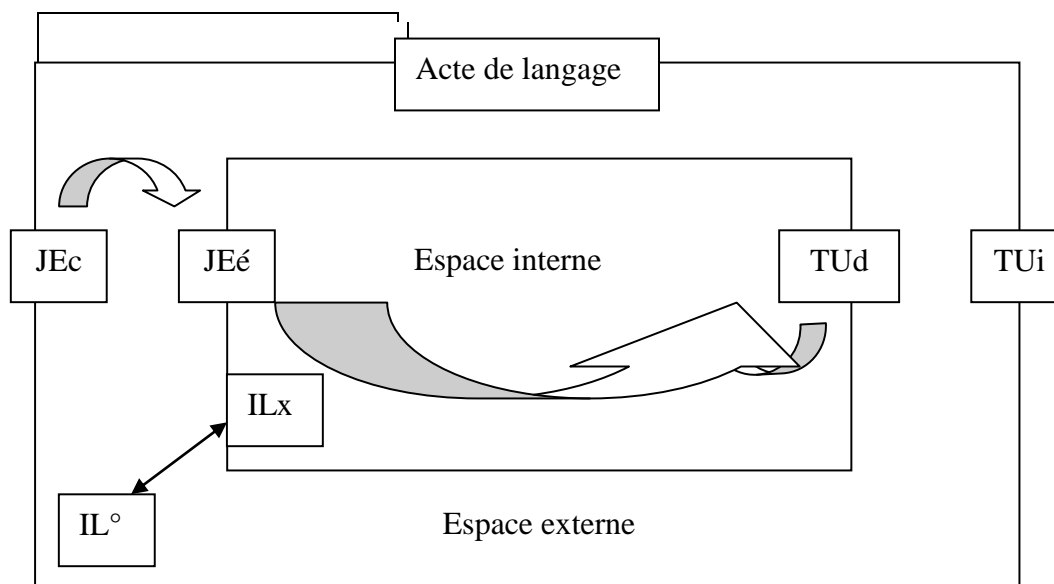 Acte de langage
JEc
JEé
Espace interne
TUd
TUi
ILx
IL°
Espace externe